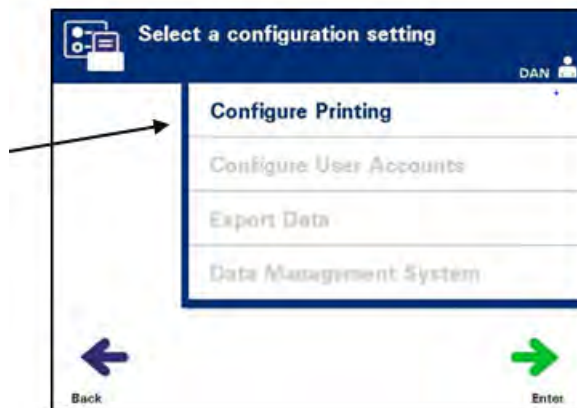 Select a configuration setting
DAN
Configure Printing
Configure User Accounts
Export Data
Data Management System
Back
Enter